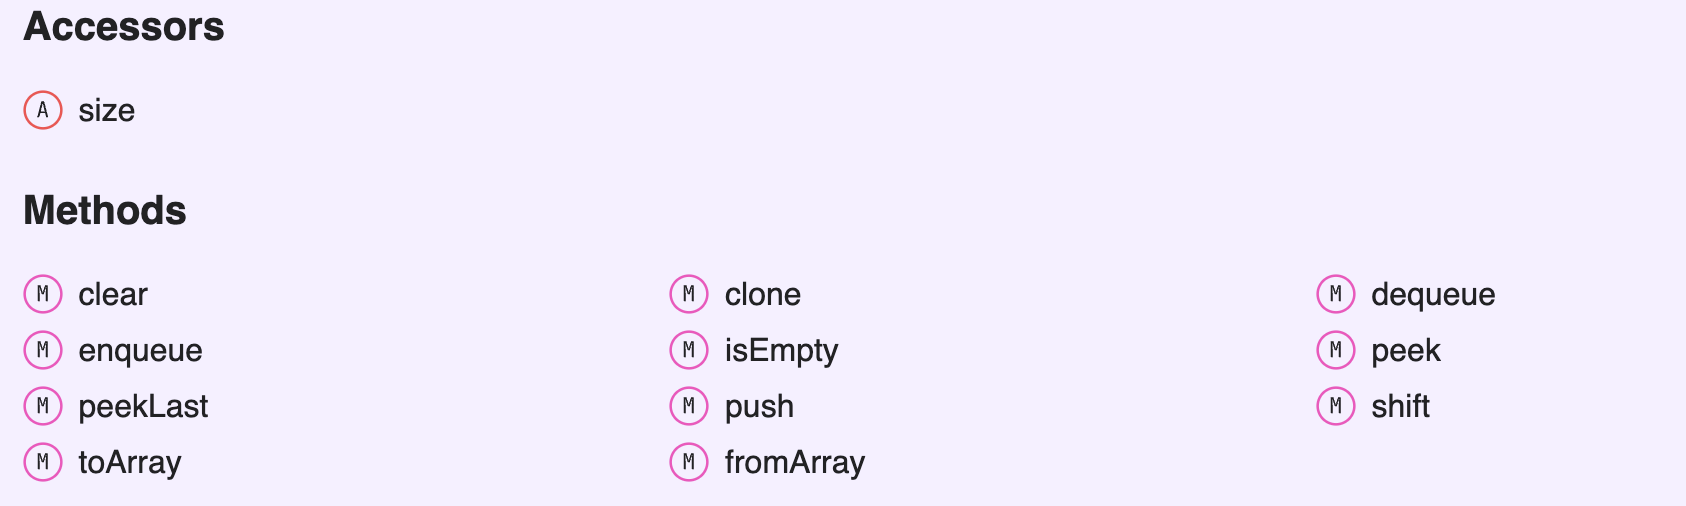 Accessors
A size
Methods
M clear M clone M dequeue
M enqueue M isEmpty M peek
M peekLast M push M shift
M toArray M fromArray